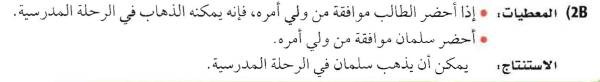 2B) المعطيات: • إذا أحضر الطالب موافقة من ولي أمره، فإنه يمكنه الذهاب في الرحلة المدرسية.
• أحضر سلمان موافقة من ولي أمره.
الاستنتاج: يمكن أن يذهب سلمان في الرحلة المدرسية.